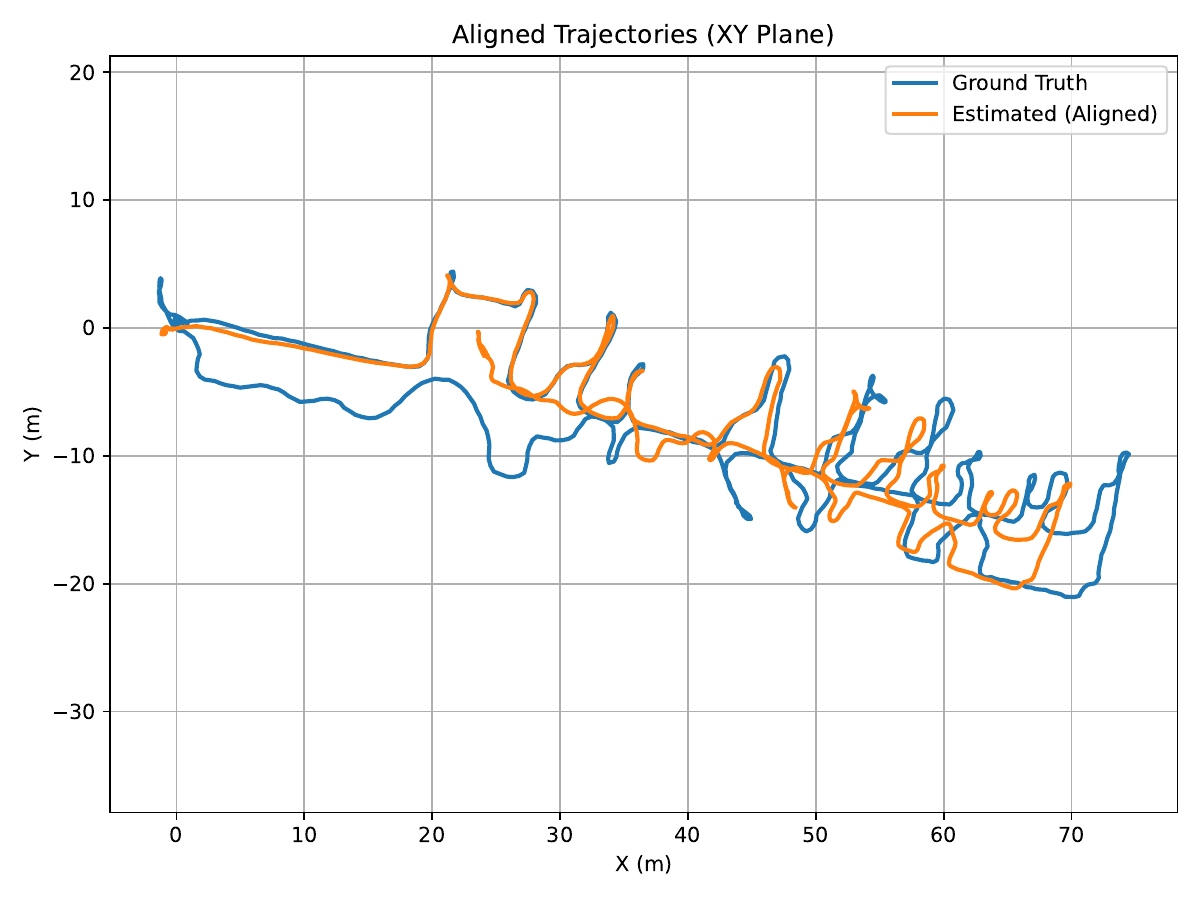 Aligned Trajectories (XY Plane)
Ground Truth
Estimated (Aligned)
20
10
0
−10
−20
−30
Y (m)
0 10 20 30 40 50 60 70
X (m)